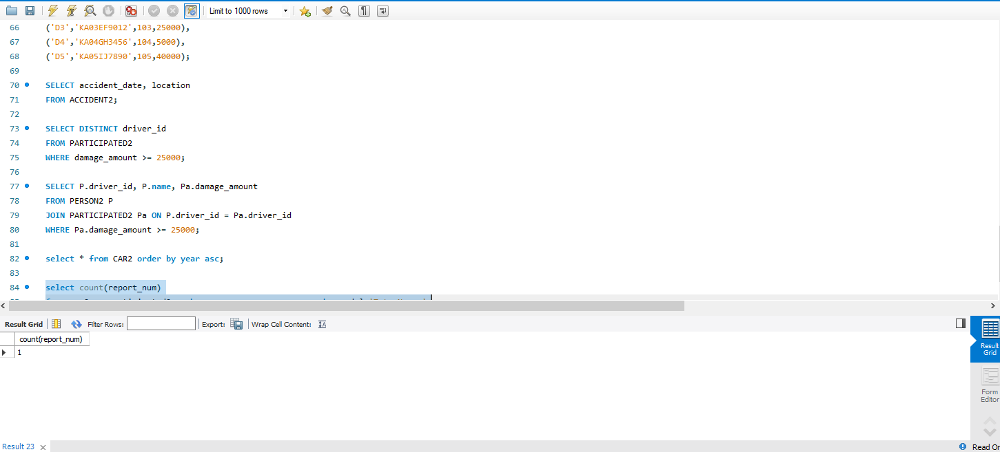 Limit to 1000 rows
66 ('D3','KA03EF9012',103,25000),
67 ('D4','KA04GH3456',104,5000),
68 ('D5','KA05IJ7890',105,40000);
69
70 SELECT accident_date, location
71 FROM ACCIDENT2;
72
73 SELECT DISTINCT driver_id
74 FROM PARTICIPATED2
75 WHERE damage_amount >= 25000;
76
77 SELECT P.driver_id, P.name, Pa.damage_amount
78 FROM PERSON2 P
79 JOIN PARTICIPATED2 Pa ON P.driver_id = Pa.driver_id
80 WHERE Pa.damage_amount >= 25000;
81
82 select * from CAR2 order by year asc;
83
84 select count(report_num)
Result Grid Filter Rows: Export: Wrap Cell Content:
count(report_num)
1
Result
Grid
Form
Editor
Result 23 Read On